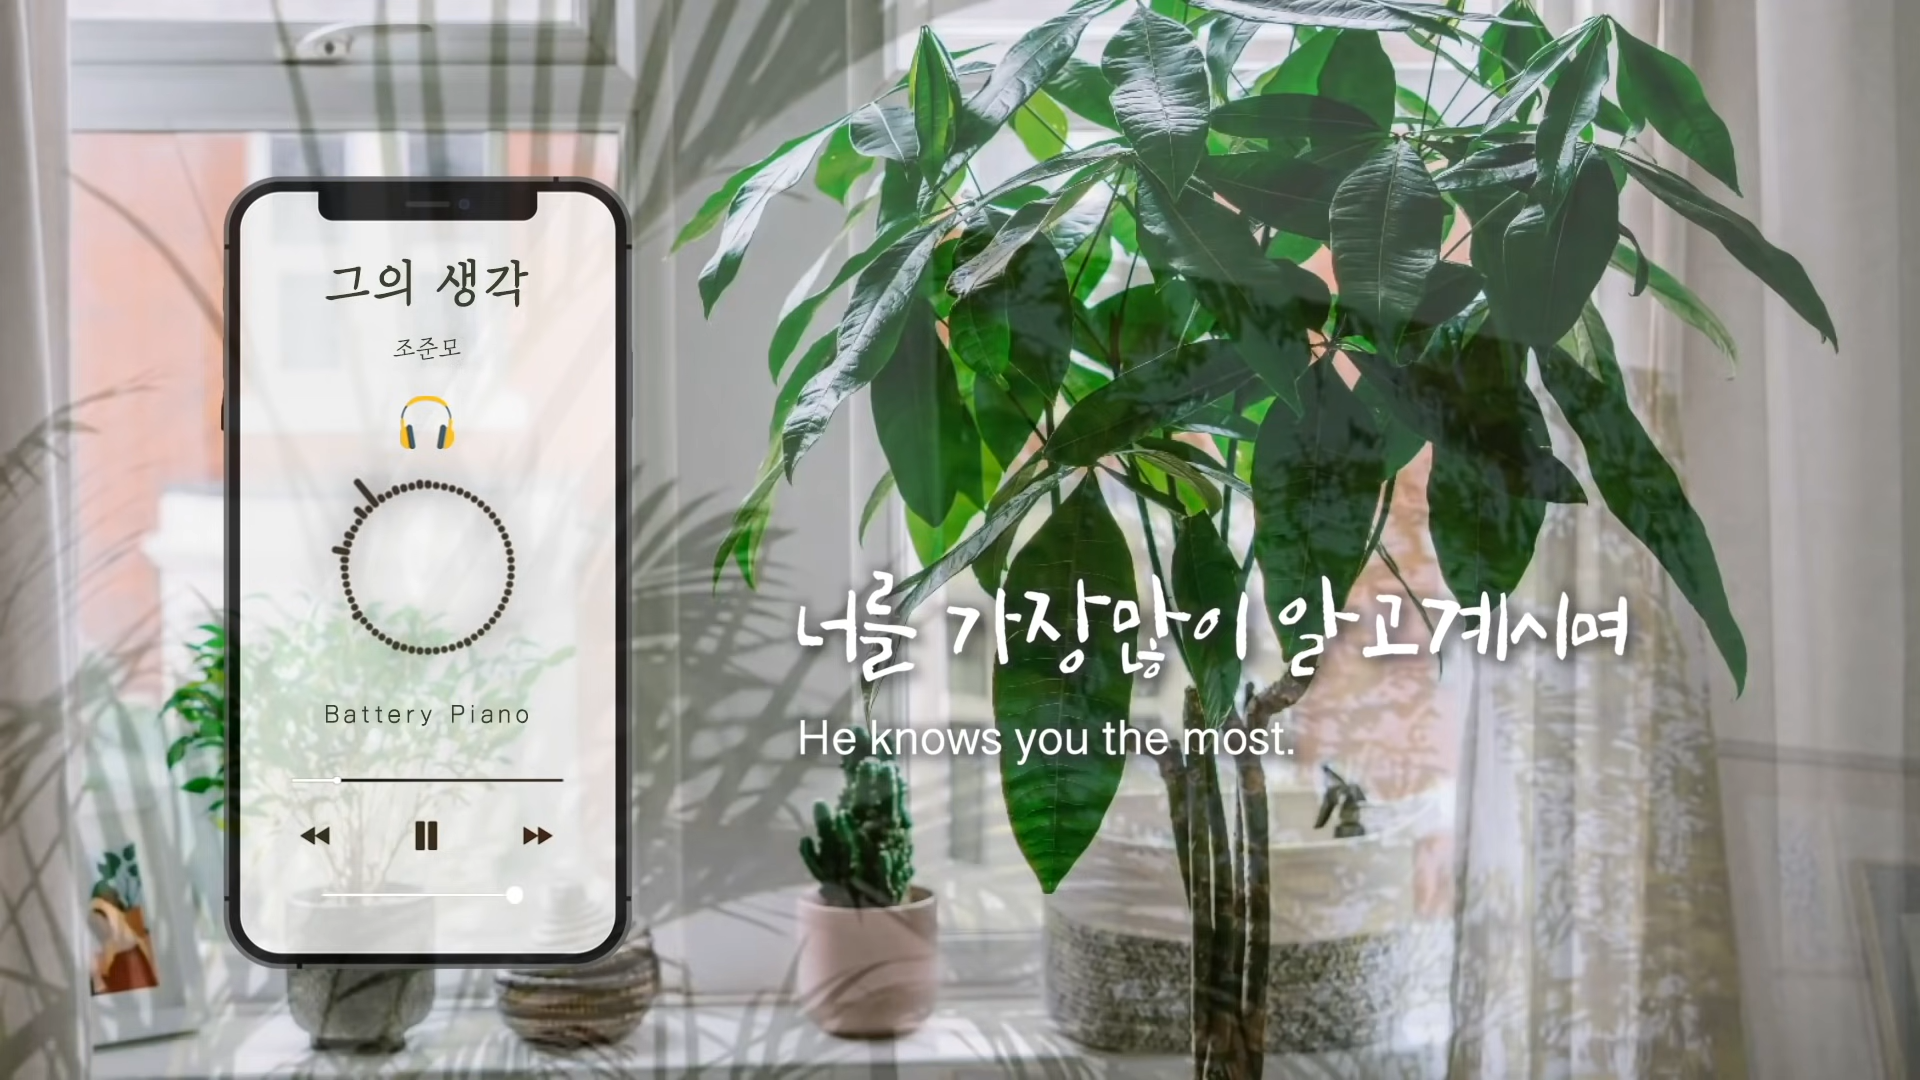 그의 생각
조준모
Battery Piano
너를 가장 많이 알고 계시며
He knows you the most.